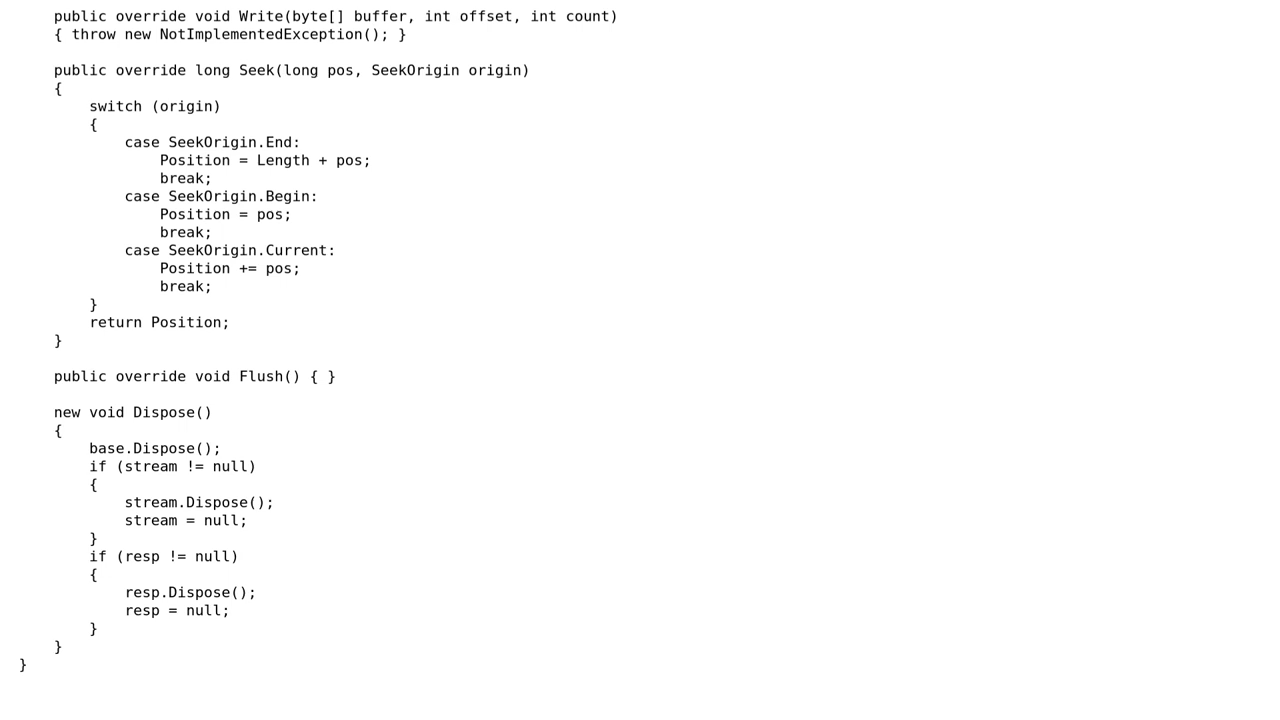 public override void Write(byte[] buffer, int offset, int count)
    { throw new NotImplementedException(); }

    public override long Seek(long pos, SeekOrigin origin)
    {
        switch (origin)
        {
            case SeekOrigin.End:
                Position = Length + pos;
                break;
            case SeekOrigin.Begin:
                Position = pos;
                break;
            case SeekOrigin.Current:
                Position += pos;
                break;
        }
        return Position;
    }

    public override void Flush() { }

    new void Dispose()
    {
        base.Dispose();
        if (stream != null)
        {
            stream.Dispose();
            stream = null;
        }
        if (resp != null)
        {
            resp.Dispose();
            resp = null;
        }
    }
}